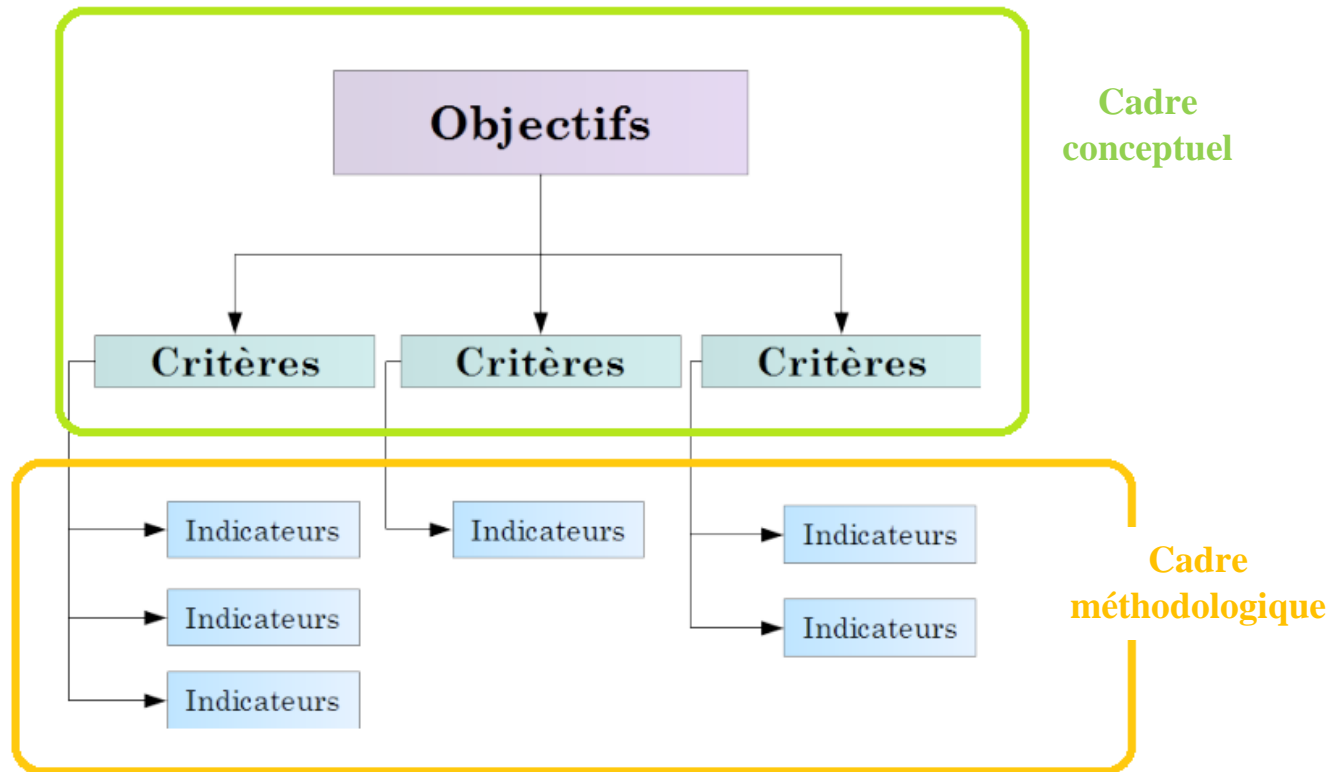 Objectifs
Cadre
conceptuel
Critères
Critères
Critères
Indicateurs
Indicateurs
Indicateurs
Indicateurs
Indicateurs
Indicateurs
Cadre
méthodologique